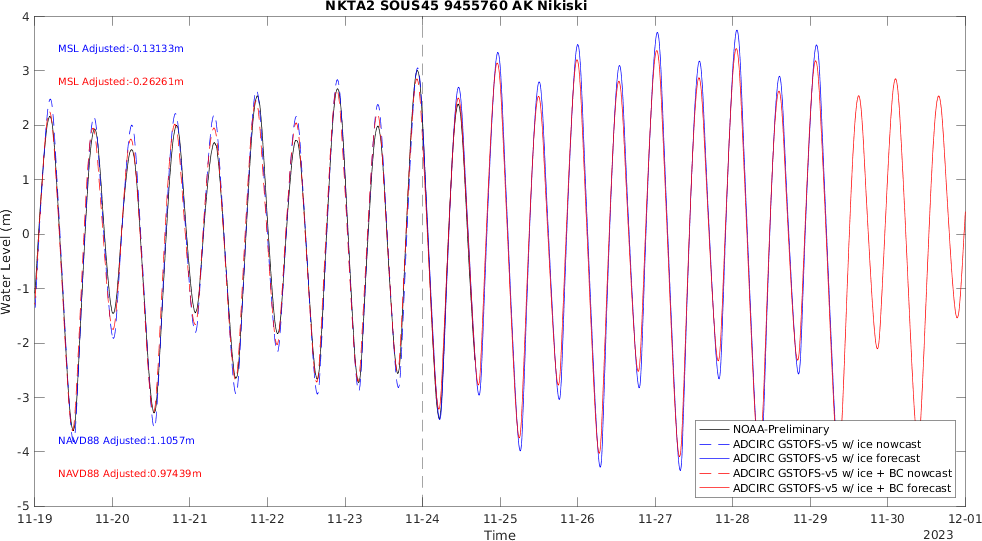 NKTA2 SOUS45 9455760 AK Nikiski
4
3
2
1
0
-1
-2
-3
-4
-5
Water Level (m)
MSL Adjusted:-0.13133m
MSL Adjusted:-0.26261m
NAVD88 Adjusted:1.1057m
NAVD88 Adjusted:0.97439m
NOAA-Preliminary
ADCIRC GSTOFS-v5 w/ ice nowcast
ADCIRC GSTOFS-v5 w/ ice forecast
ADCIRC GSTOFS-v5 w/ ice + BC nowcast
ADCIRC GSTOFS-v5 w/ ice + BC forecast
11-19 11-20 11-21 11-22 11-23 11-24 11-25 11-26 11-27 11-28 11-29 11-30 12-01
Time
2023